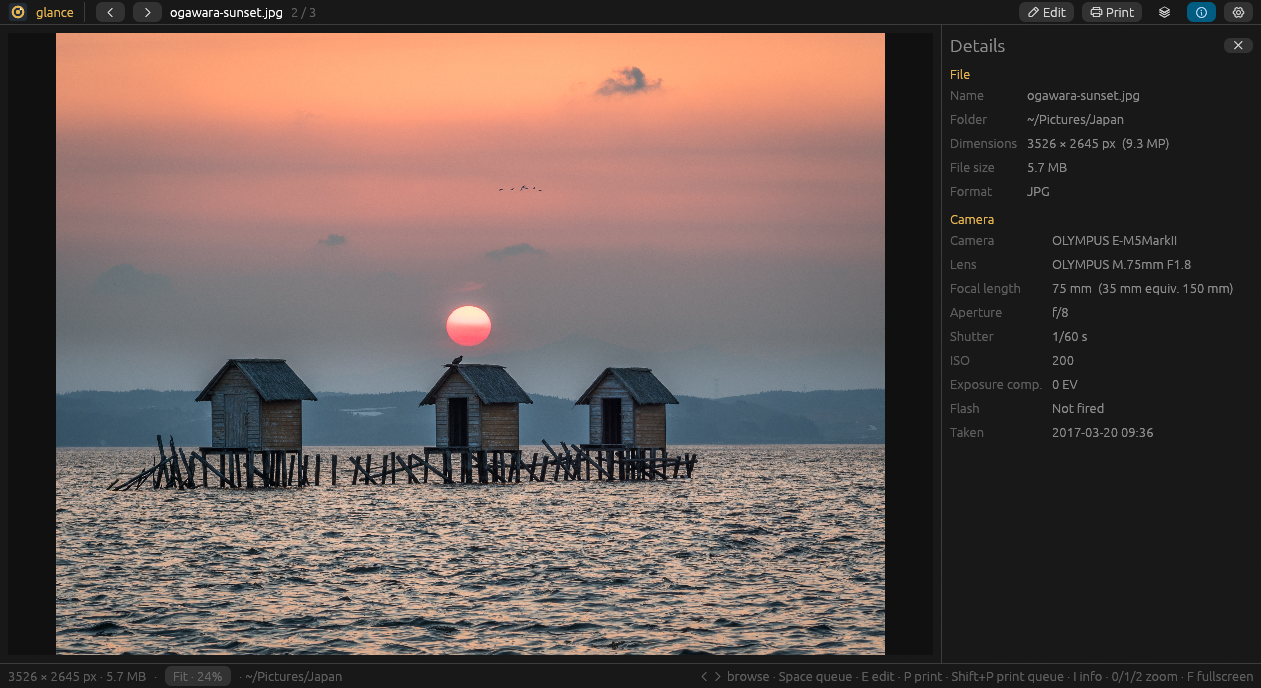 glance
ogawara-sunset.jpg 2 / 3
Edit
Print
Details
File
Name ogawara-sunset.jpg
Folder ~/Pictures/Japan
Dimensions 3526 × 2645 px (9.3 MP)
File size 5.7 MB
Format JPG
Camera
Camera OLYMPUS E-M5MarkII
Lens OLYMPUS M.75mm F1.8
Focal length 75 mm (35 mm equiv. 150 mm)
Aperture f/8
Shutter 1/60 s
ISO 200
Exposure comp. 0 EV
Flash Not fired
Taken 2017-03-20 09:36
3526 × 2645 px · 5.7 MB · Fit · 24% · ~/Pictures/Japan
browse · Space queue · E edit · P print · Shift+P print queue · I info · 0/1/2 zoom · F fullscreen